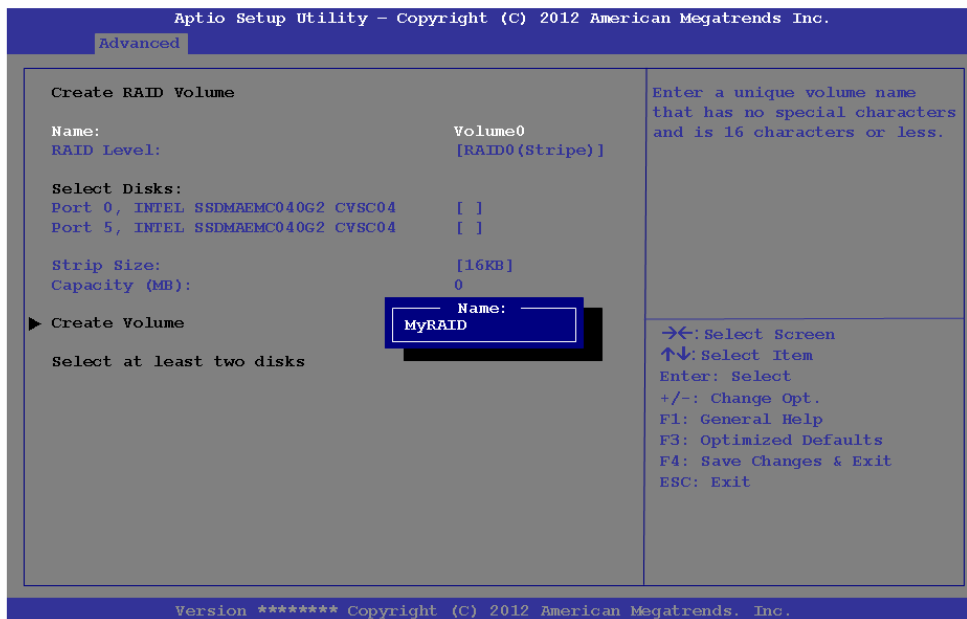 Aptio Setup Utility – Copyright (C) 2012 American Megatrends Inc.
Advanced
Create RAID Volume
Name: Volume0
RAID Level: [RAID0(Stripe)]
Select Disks:
Port 0, INTEL SSDMAEMC040G2 CVSC04 [ ]
Port 5, INTEL SSDMAEMC040G2 CVSC04 [ ]
Strip Size: [16KB]
Capacity (MB): 0
▶ Create Volume
Select at least two disks
Name:
MyRAID
Enter a unique volume name
that has no special characters
and is 16 characters or less.
→←: Select Screen
↑↓: Select Item
Enter: Select
+/-: Change Opt.
F1: General Help
F3: Optimized Defaults
F4: Save Changes & Exit
ESC: Exit
Version ******** Copyright (C) 2012 American Megatrends. Inc.